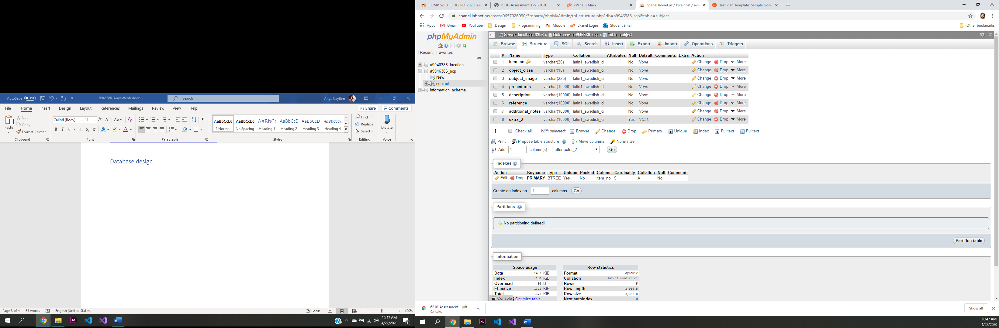 AutoSave Off 9946386_AnyaWebb.docx Search Anya Kaytlen
File Home Insert Design Layout References Mailings Review View Help Share Comments
Paste Cut Copy Format Painter
Calibri (Body) 11
AaBbCcDc AaBbCcDc AaBbCc AaBbCcD AaBbCcD AaBbCcDc
¶ Normal No Spacing Heading 1 Heading 2 Heading 3 Heading 4
Find Replace Select Dictate
Clipboard Font Paragraph Styles Editing Voice
Database design.
Page 3 of 4 63 words English (United States) Focus 100%
10:47 AM
4/22/2020
COMP.6210_T1_TG_RO_2020: Ass 6210-Assessment 1-S1-2020 cPanel - Main cpanel.labnet.nz / localhost / a99 Test Plan Template: Sample Docu
cpanel.labnet.nz/cpsess0657026930/3rdparty/phpMyAdmin/tbl_structure.php?db=a9946386_scp&table=subject
Apps Gmail YouTube Design Programming Moodle cPanel Login Student Email Other bookmarks
phpMyAdmin
Recent Favorites
a9946386_location
a9946386_scp
New
subject
information_schema
Server: localhost:3306 » Database: a9946386_scp » Table: subject
Browse Structure SQL Search Insert Export Import Operations Triggers
# Name Type Collation Attributes Null Default Comments Extra Action
1 item_no varchar(20) latin1_swedish_ci No None Change Drop More
2 object_class varchar(10) latin1_swedish_ci No None Change Drop More
3 subject_image varchar(225) latin1_swedish_ci No None Change Drop More
4 procedures varchar(10000) latin1_swedish_ci No None Change Drop More
5 description varchar(10000) latin1_swedish_ci No None Change Drop More
6 reference varchar(10000) latin1_swedish_ci No None Change Drop More
7 additional_notes varchar(10000) latin1_swedish_ci No None Change Drop More
8 extra_2 varchar(10000) latin1_swedish_ci Yes NULL Change Drop More
Check all With selected: Browse Change Drop Primary Unique Index Fulltext Fulltext
Print Propose table structure Move columns Normalize
Add 1 column(s) after extra_2 Go
Indexes
Action Keyname Type Unique Packed Column Cardinality Collation Null Comment
Edit Drop PRIMARY BTREE Yes No item_no 5 A No
Create an index on 1 columns Go
Partitions
No partitioning defined!
Partition table
Information
Space usage
Data 14.3 KiB
Index 2.0 KiB
Overhead 80 B
Effective 16.2 KiB
Total 16.3 KiB
Row statistics
Format dynamic
Collation latin1_swedish_ci
Rows 5
Row length 2,916 B
Row size 3,342 B
Next autoindex 0
Console Optimize table
6210-Assessment....pdf
Canceled
Show all
10:47 AM
4/22/2020